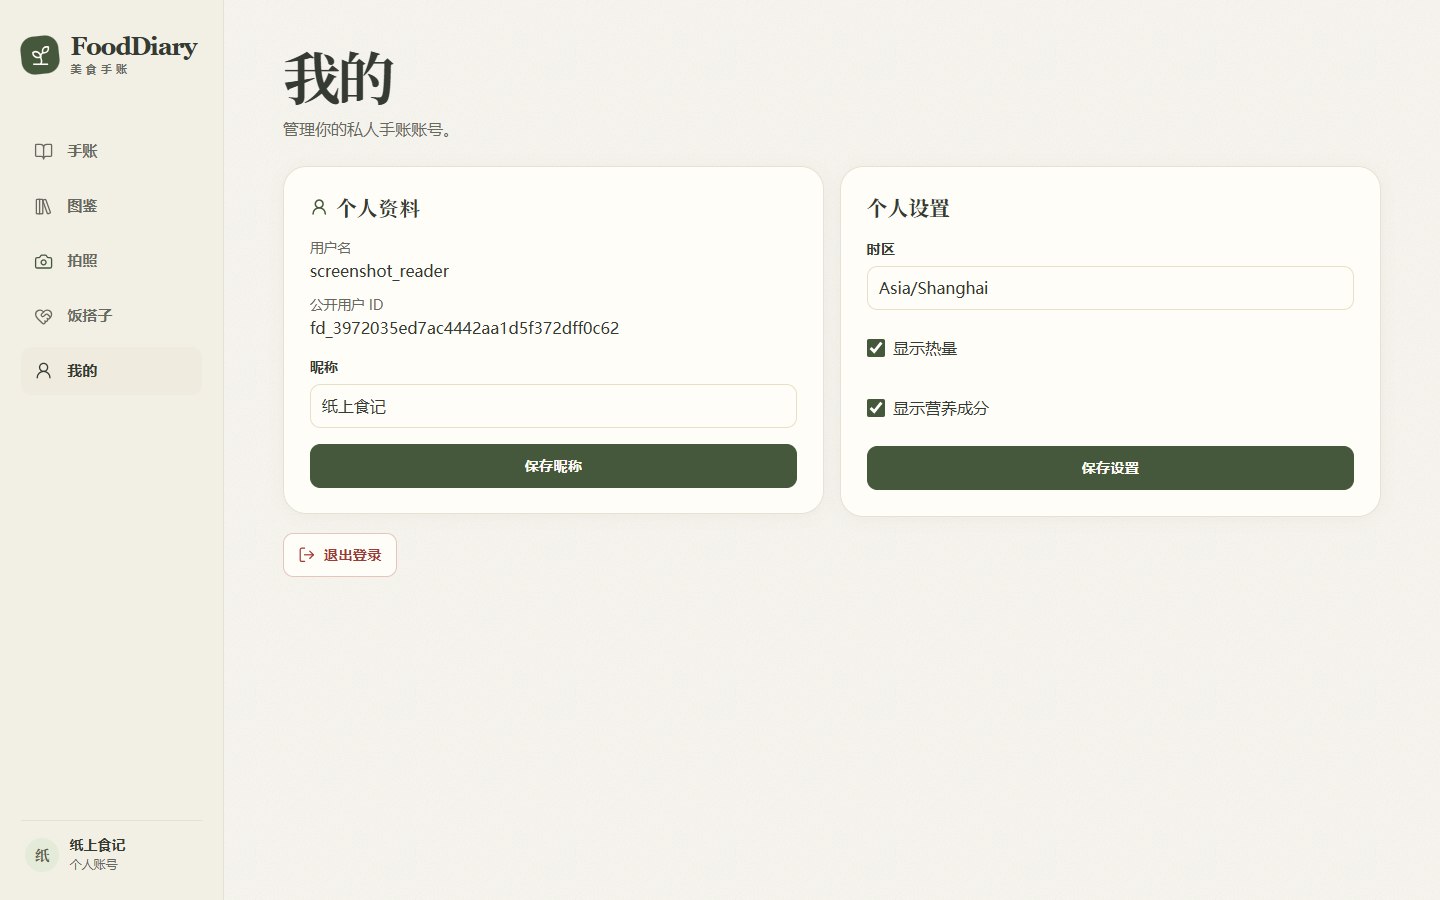 FoodDiary
美食手账
手账
图鉴
拍照
饭搭子
我的
纸
纸上食记
个人账号
我的
管理你的私人手账账号。
个人资料
用户名
screenshot_reader
公开用户 ID
fd_3972035ed7ac4442aa1d5f372dff0c62
昵称
纸上食记
保存昵称
个人设置
时区
Asia/Shanghai
显示热量
显示营养成分
保存设置
退出登录